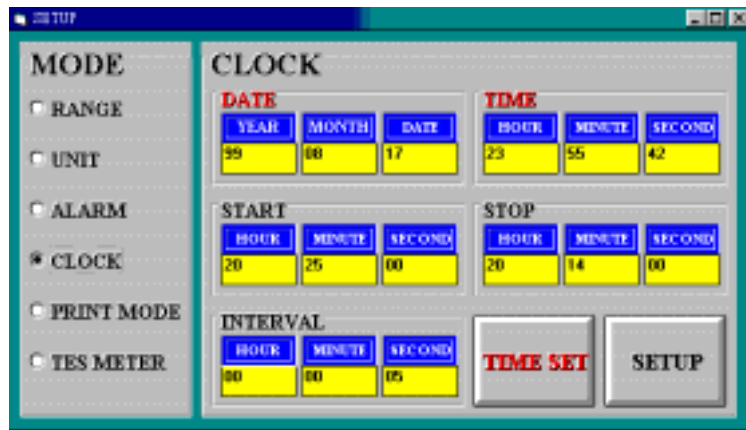 SETUP
MODE
RANGE
UNIT
ALARM
CLOCK
PRINT MODE
TES METER
CLOCK
DATE
YEAR MONTH DATE
99 08 17
TIME
HOUR MINUTE SECOND
23 55 42
START
HOUR MINUTE SECOND
20 25 00
STOP
HOUR MINUTE SECOND
20 14 00
INTERVAL
HOUR MINUTE SECOND
00 00 05
TIME SET
SETUP